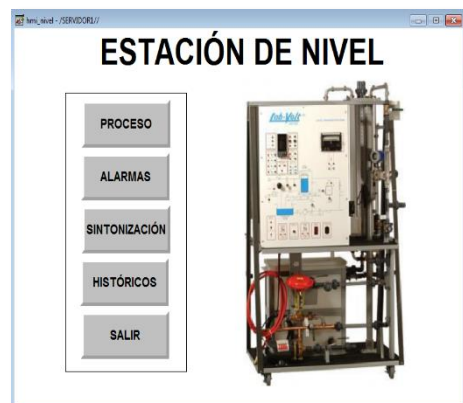 hmi_nivel - /SERVIDOR1//
ESTACIÓN DE NIVEL
PROCESO
ALARMAS
SINTONIZACIÓN
HISTÓRICOS
SALIR
Lab-Volt